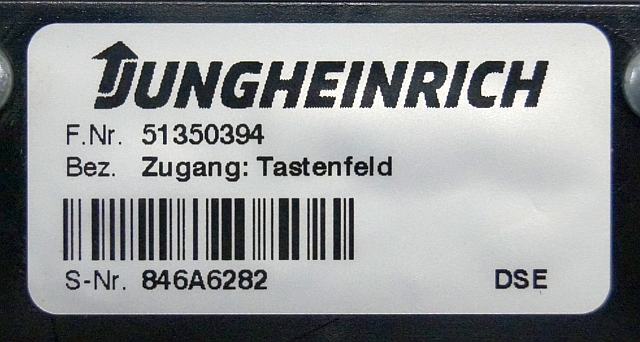 JUNGHEINRICH
F.Nr. 51350394
Bez. Zugang: Tastenfeld
S-Nr. 846A6282 DSE